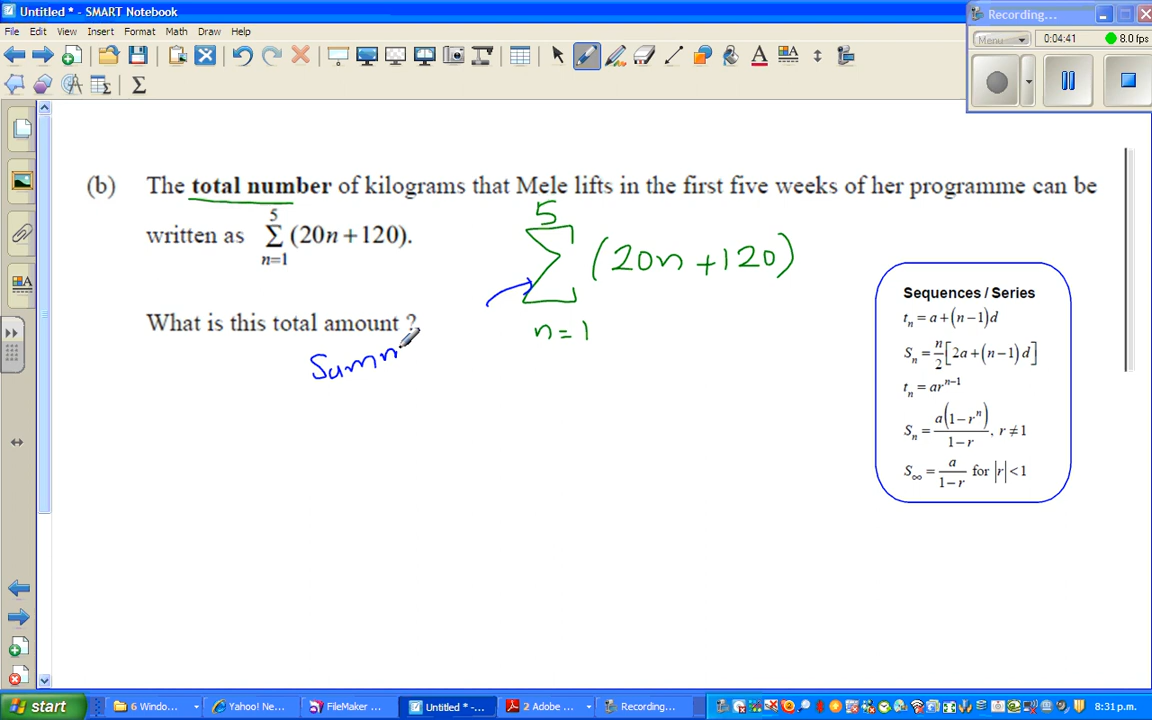 Untitled * - SMART Notebook
File Edit View Insert Format Math Draw Help
Recording...
Menu 0:04:41 8.0 fps
(b) The total number of kilograms that Mele lifts in the first five weeks of her programme can be
written as \sum_{n=1}^{5} (20n+120).
5
Σ (20n +120)
n = 1
What is this total amount ?
Summ
Sequences / Series
t_n = a+(n−1)d
S_n = n/2[2a+(n−1)d]
t_n = ar^{n−1}
S_n = a(1−r^n)/1−r, r ≠ 1
S_∞ = a/1−r for |r| < 1
start 6 Windo... Yahoo! Ne... FileMaker ... Untitled * -... 2 Adobe ... Recording... 8:31 p.m.